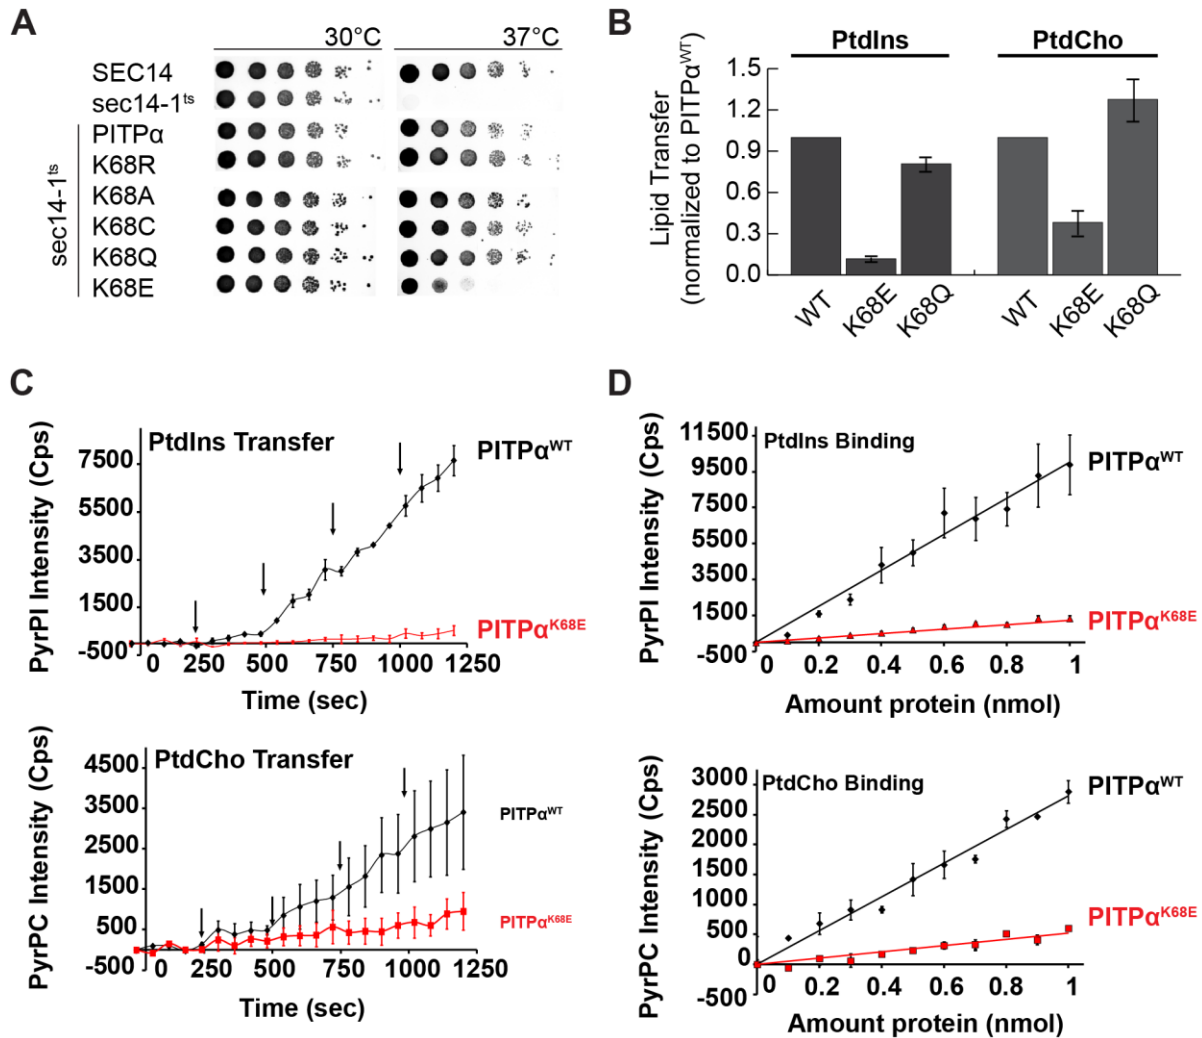 A
30°C
37°C
SEC14
sec14-1ts
sec14-1ts
PITPα
K68R
K68A
K68C
K68Q
K68E
B
PtdIns
PtdCho
Lipid Transfer
(normalized to PITPαWT)
1.5
1.2
0.9
0.6
0.3
0.0
WT
K68E
K68Q
WT
K68E
K68Q
C
PtdIns Transfer
PITPαWT
PITPαK68E
PyrPI Intensity (Cps)
7500
5500
3500
1500
-500
0 250 500 750 1000 1250
Time (sec)
PtdCho Transfer
PITPαWT
PITPαK68E
PyrPC Intensity (Cps)
4500
3500
2500
1500
500
-500
0 250 500 750 1000 1250
Time (sec)
D
PtdIns Binding
PITPαWT
PITPαK68E
PyrPI Intensity (Cps)
11500
9500
7500
5500
3500
1500
-500
0 0.2 0.4 0.6 0.8 1
Amount protein (nmol)
PtdCho Binding
PITPαWT
PITPαK68E
PyrPC Intensity (Cps)
3000
2500
2000
1500
1000
500
0
-500
0 0.2 0.4 0.6 0.8 1
Amount protein (nmol)